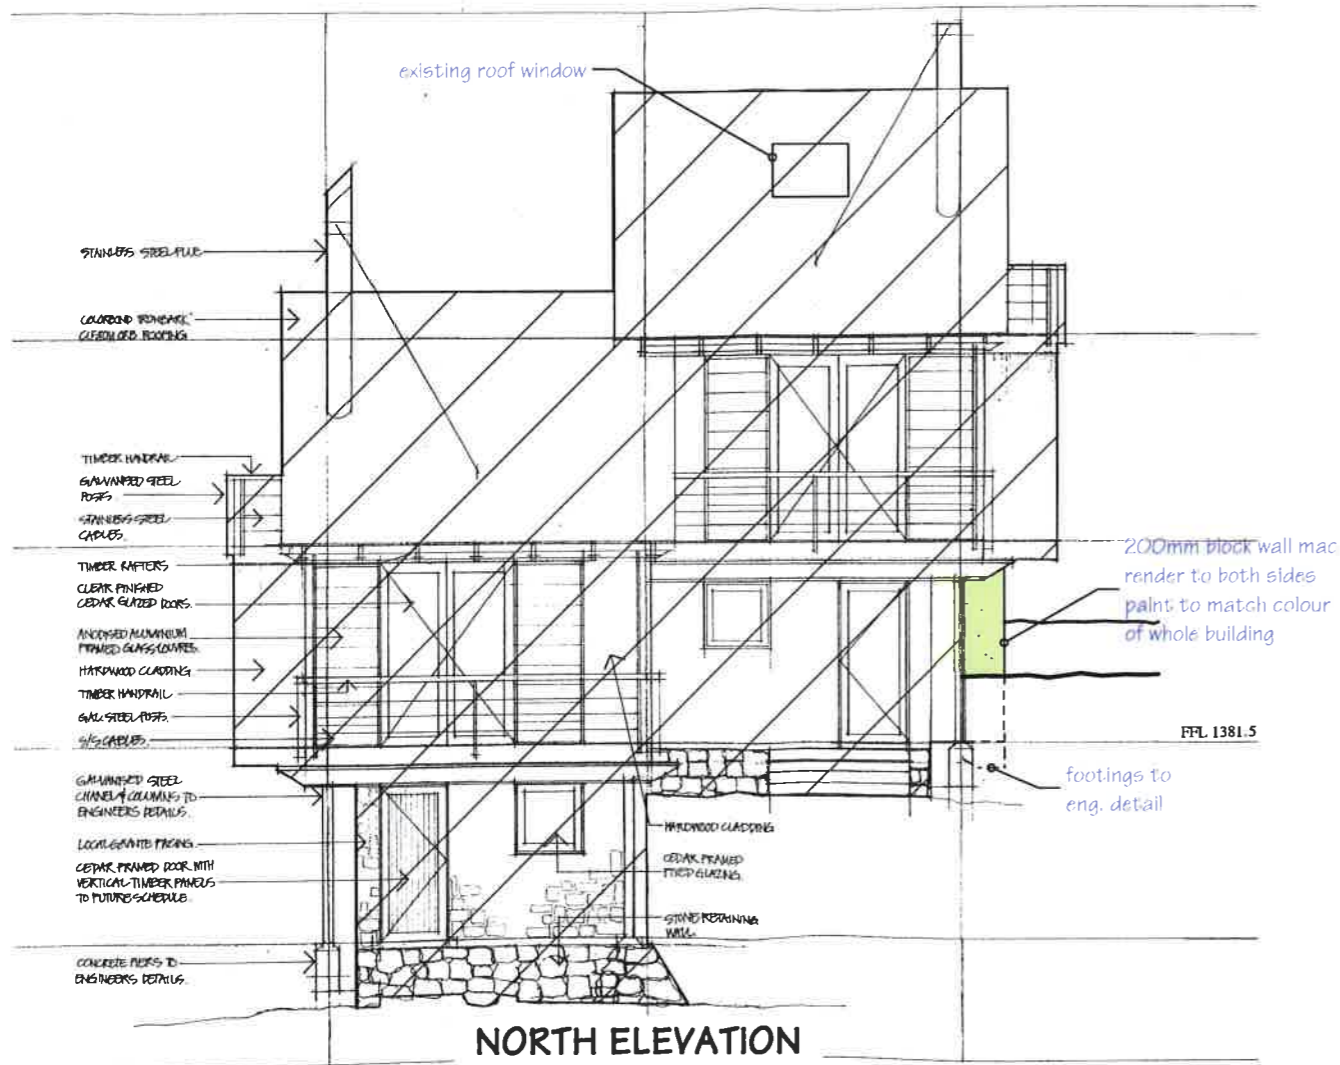 existing roof window
STAINLESS STEEL FLUE
COLORBOND 'IRONBARK'
CUSTOM ORB ROOFING
TIMBER HANDRAIL
GALVANISED STEEL
POSTS
STAINLESS STEEL
CABLES.
TIMBER RAFTERS
CLEAR FINISHED
CEDAR GLAZED DOORS.
ANODISED ALUMINIUM
FRAMED GLASS LOUVRES
HARDWOOD CLADDING
TIMBER HANDRAIL
GAL STEEL POSTS.
S/S CABLES.
GALVANISED STEEL
CHANEL & COLUMNS TO
ENGINEERS DETAILS.
LOCAL GRANITE FACING.
CEDAR FRAMED DOOR WITH
VERTICAL TIMBER PANELS
TO FUTURE SCHEDULE.
CONCRETE PIERS TO
ENGINEERS DETAILS.
HARDWOOD CLADDING
CEDAR FRAMED
FIXED GLAZING.
STONE RETAINING
WALL.
200mm block wall mac
render to both sides
paint to match colour
of whole building
FFL 1381.5
footings to
eng. detail
NORTH ELEVATION